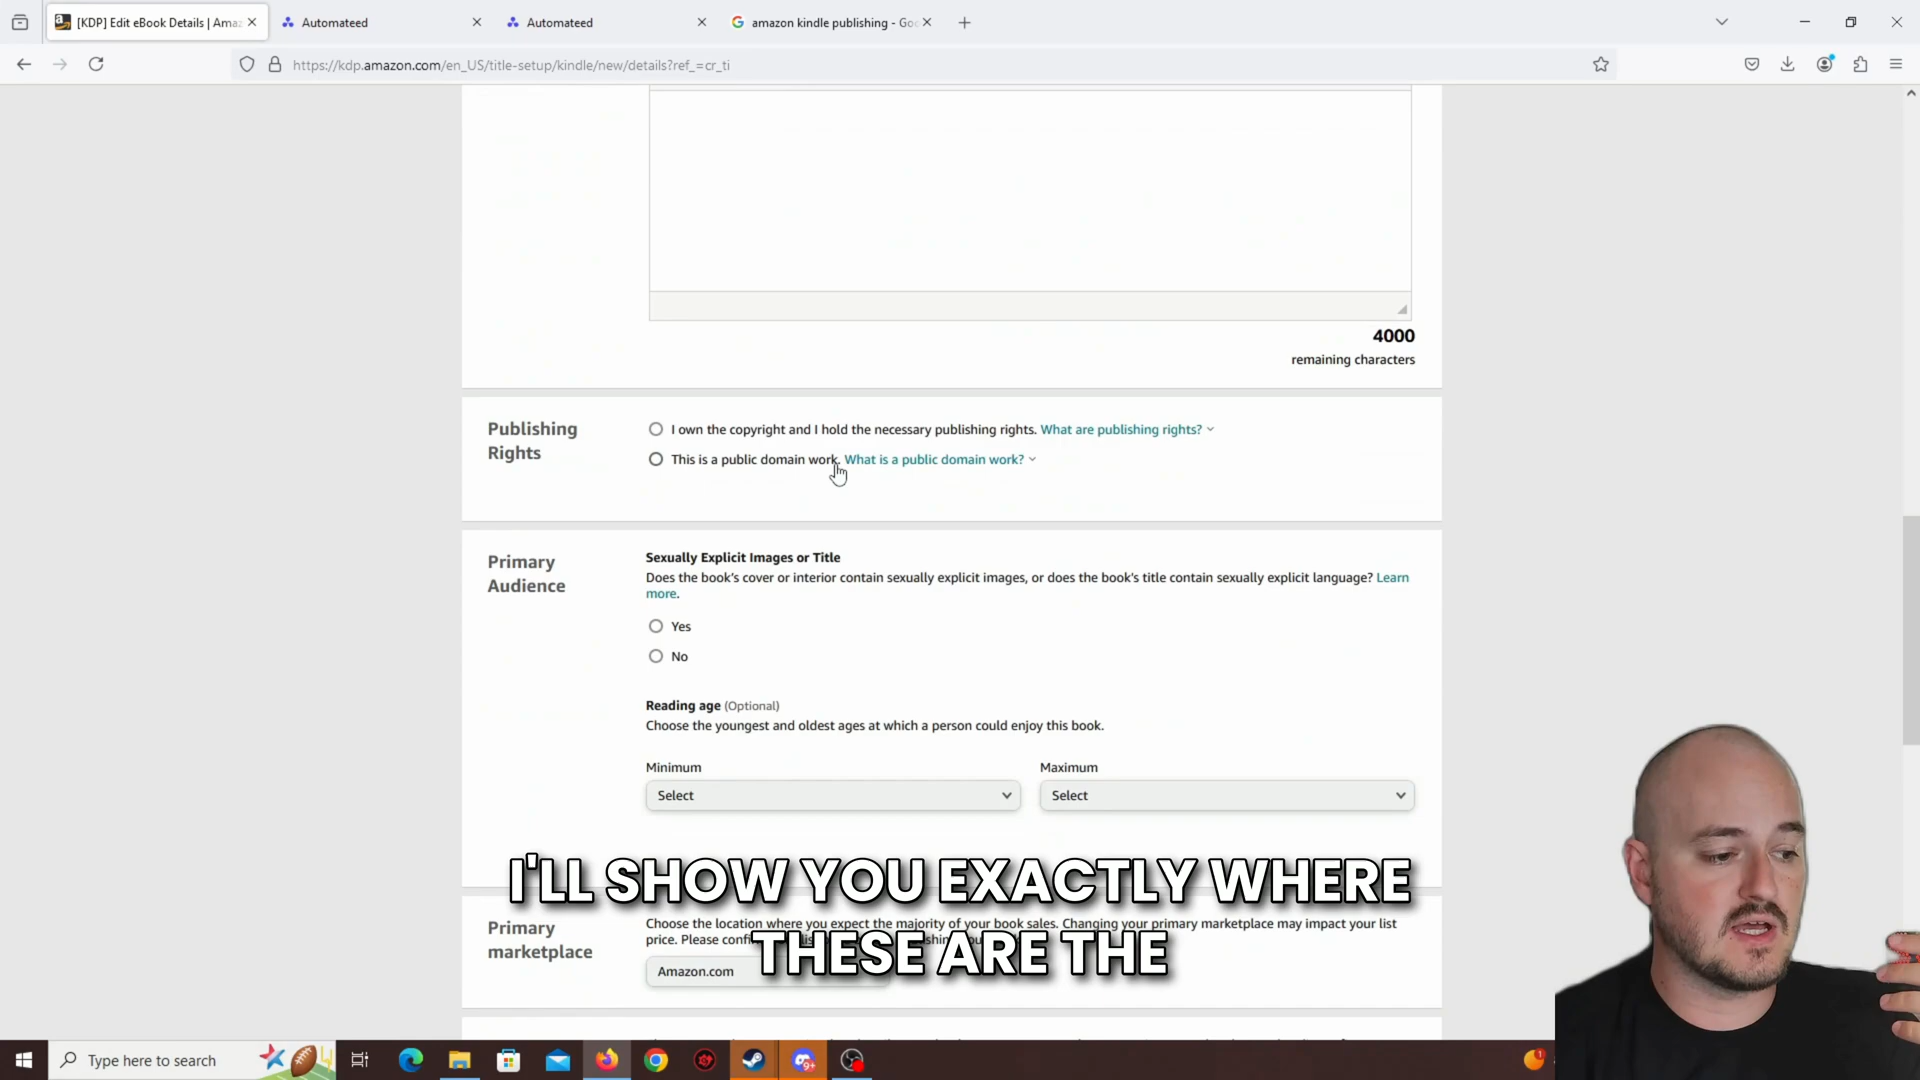 [KDP] Edit eBook Details | Amaz
Automateed
Automateed
amazon kindle publishing - Goo
https://kdp.amazon.com/en_US/title-setup/kindle/new/details?ref_=cr_ti
4000
remaining characters
Publishing Rights
I own the copyright and I hold the necessary publishing rights. What are publishing rights?
This is a public domain work. What is a public domain work?
Primary Audience
Sexually Explicit Images or Title
Does the book's cover or interior contain sexually explicit images, or does the book's title contain sexually explicit language? Learn
more.
Yes
No
Reading age (Optional)
Choose the youngest and oldest ages at which a person could enjoy this book.
Minimum
Maximum
Select
Select
Primary marketplace
Choose the location where you expect the majority of your book sales. Changing your primary marketplace may impact your list
price. Please
Amazon.com
I'LL SHOW YOU EXACTLY WHERE
THESE ARE THE
Type here to search
9+
1